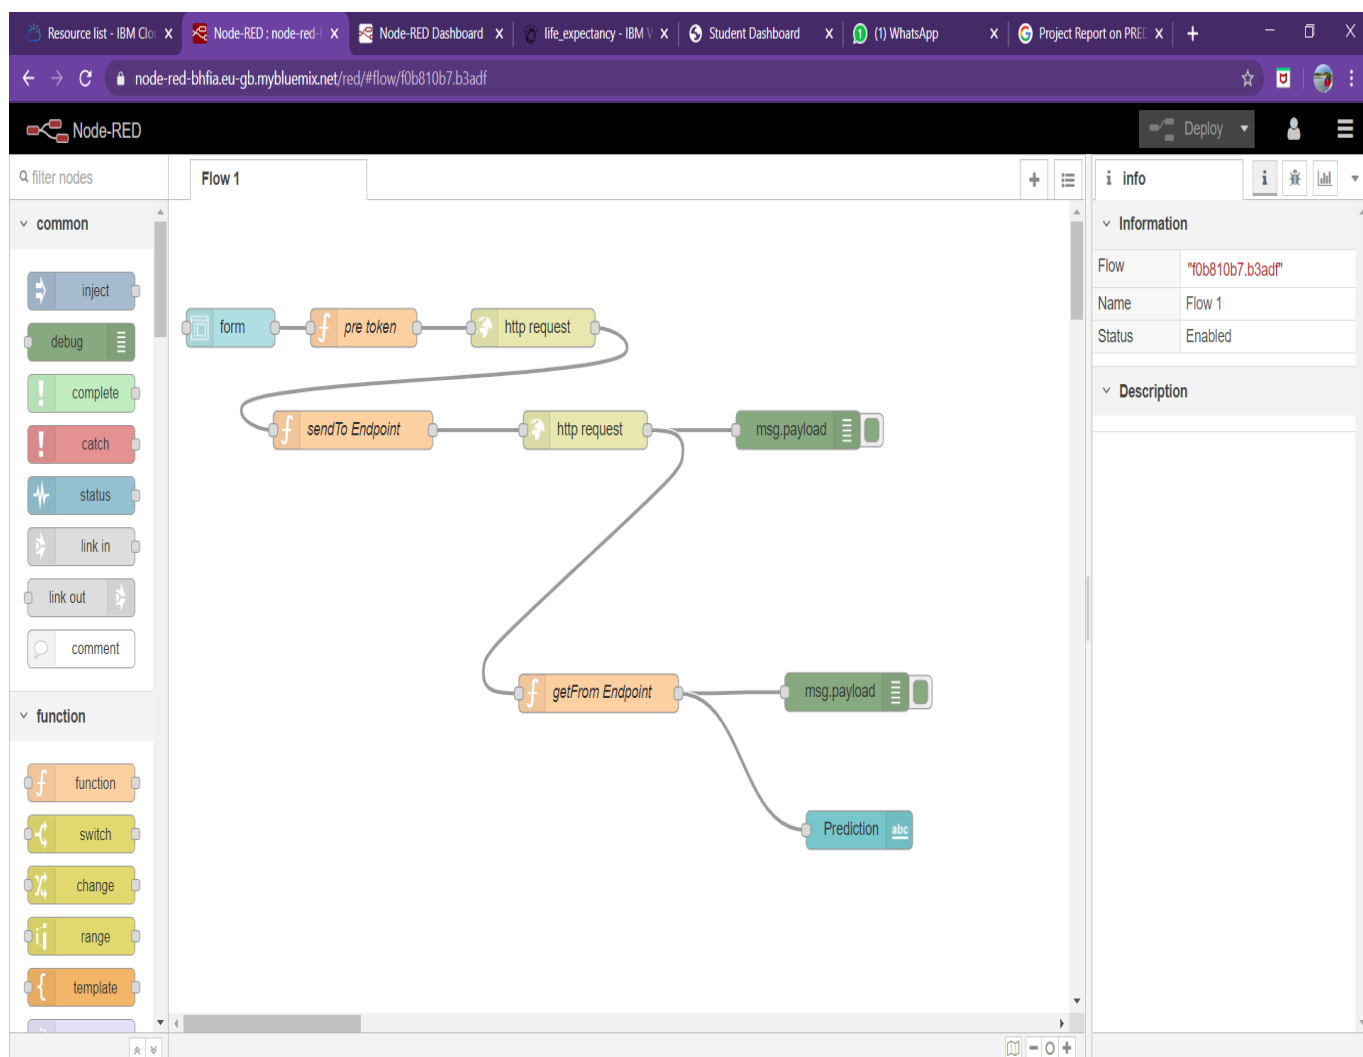 Resource list - IBM Clo
Node-RED : node-red-
Node-RED Dashboard
life_expectancy - IBM
Student Dashboard
(1) WhatsApp
Project Report on PRE
node-red-bhfia.eu-gb.mybluemix.net/red/#flow/f0b810b7.b3adf
Node-RED
Deploy
filter nodes
Flow 1
i info
common
Information
inject
Flow "f0b810b7.b3adf"
Name Flow 1
form
pre token
http request
debug
Status Enabled
complete
Description
sendTo Endpoint
http request
msg.payload
catch
status
link in
link out
comment
getFrom Endpoint
msg.payload
function
function
switch
Prediction abc
change
range
template